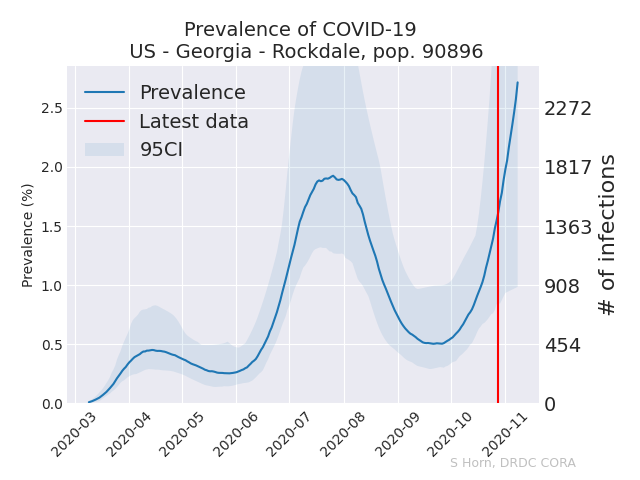 Prevalence of COVID-19
US - Georgia - Rockdale, pop. 90896
Prevalence
Latest data
95CI
Prevalence (%)
2.5
2.0
1.5
1.0
0.5
0.0
2272
1817
1363
908
454
0
# of infections
2020-03
2020-04
2020-05
2020-06
2020-07
2020-08
2020-09
2020-10
2020-11
S Horn, DRDC CORA